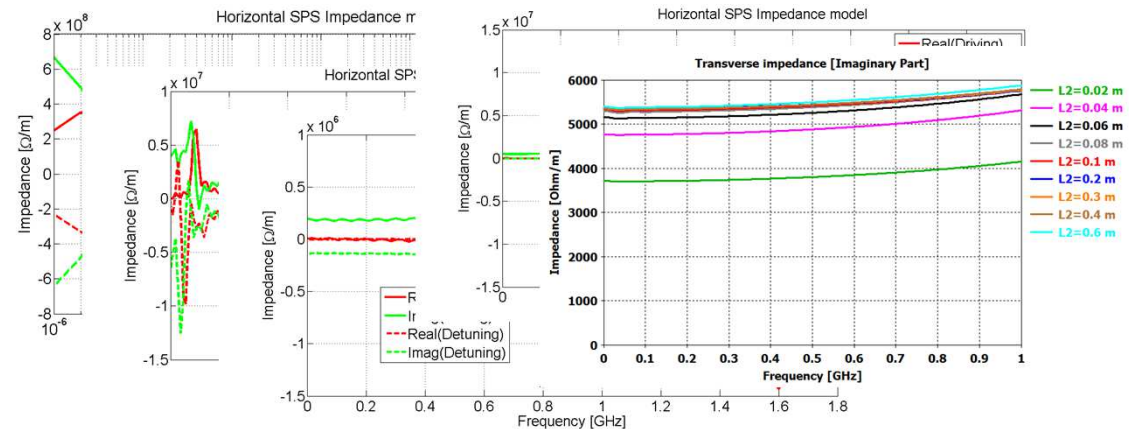 Horizontal SPS Impedance m
x 10^8
8
6
4
2
0
-2
-4
-6
-8
10^-6
Impedance [Ω/m]
Horizontal SPS
x 10^7
1
0.5
0
-0.5
-1
-1.5
Impedance [Ω/m]
x 10^6
1
0.5
0
-0.5
-1
-1.5
Impedance [Ω/m]
0
0.2
0.4
0.6
0.8
1
1.2
1.4
1.6
1.8
Frequency [GHz]
Real(Detuning)
Imag(Detuning)
Horizontal SPS Impedance model
x 10^7
1.5
1
0.5
0
-0.5
-1
-1.5
0
Impedance [Ω/m]
Real(Driving)
Transverse impedance [Imaginary Part]
6000
5000
4000
3000
2000
1000
0
Impedance [Ohm/m]
0
0.1
0.2
0.3
0.4
0.5
0.6
0.7
0.8
0.9
1
Frequency [GHz]
L2=0.02 m
L2=0.04 m
L2=0.06 m
L2=0.08 m
L2=0.1 m
L2=0.2 m
L2=0.3 m
L2=0.4 m
L2=0.6 m